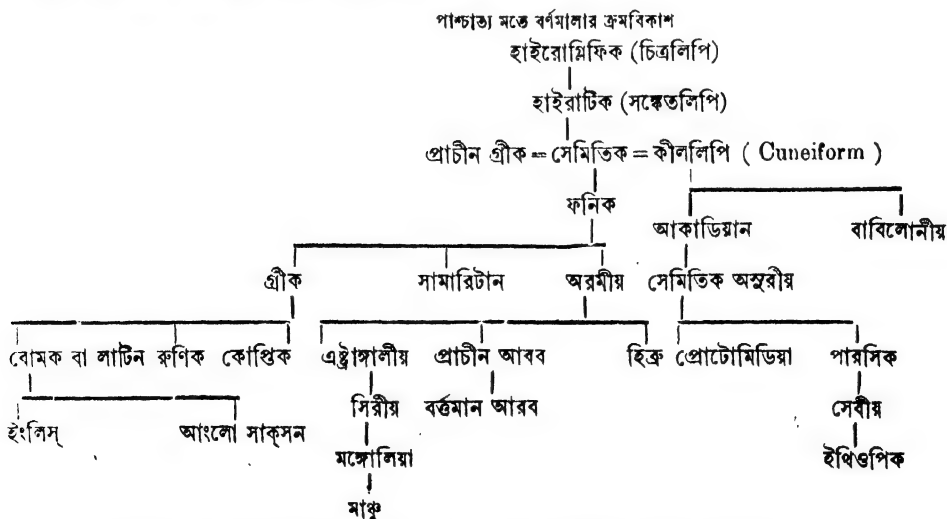 পাশ্চাত্য মতে বর্ণমালার ক্রমবিকাশ
হাইরোগ্লিফিক (চিত্রলিপি)
হাইরাটিক (সঙ্কেতলিপি)
প্রাচীন গ্রীক = সেমিতিক = কীললিপি ( Cuneiform )
ফনিক
আকাডিয়ান বাবিলোনীয়
গ্রীক সামারিটান অরমীয় সেমিতিক অসুরীয়
রোমক বা লাটিন রুণিক কোপ্তিক এষ্ট্রাঙ্গালীয় প্রাচীন আরব হিব্রু প্রোটোমিডিয়া পারসিক
সিরীয় বর্ত্তমান আরব সেবীয়
ইংলিস্ আংলো সাক্‌সন
মঙ্গোলিয়া ইথিওপিক
মাঞ্চু